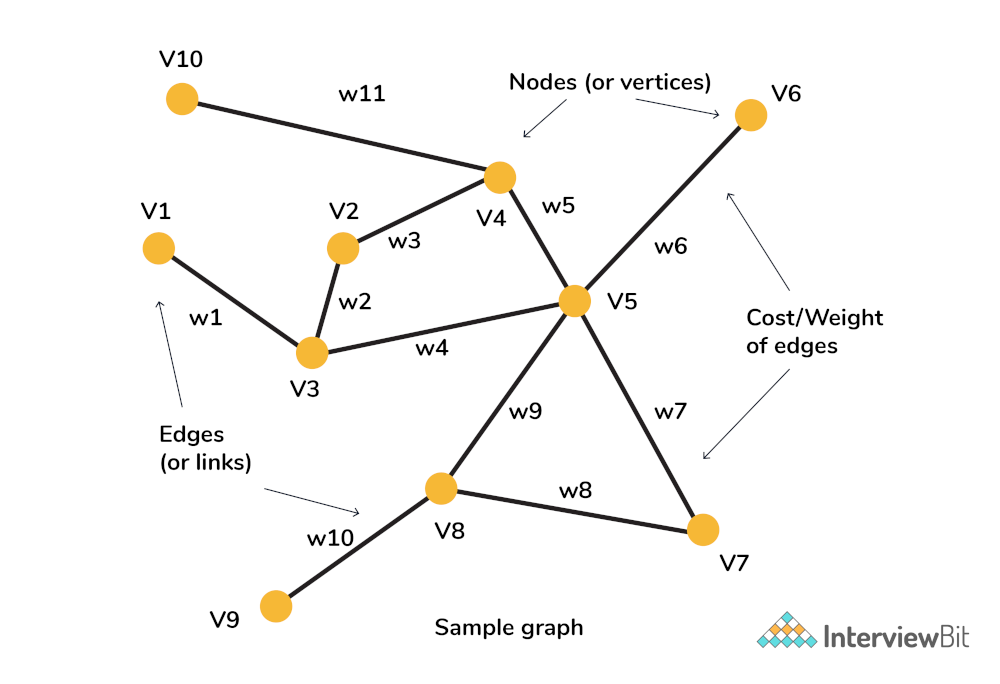 V10
w11
Nodes (or vertices)
V6
V1
V2
V4
w5
w3
w6
w1
w2
V5
w4
Cost/Weight
of edges
V3
w9
w7
Edges
(or links)
w8
w10
V8
V7
V9
Sample graph
InterviewBit